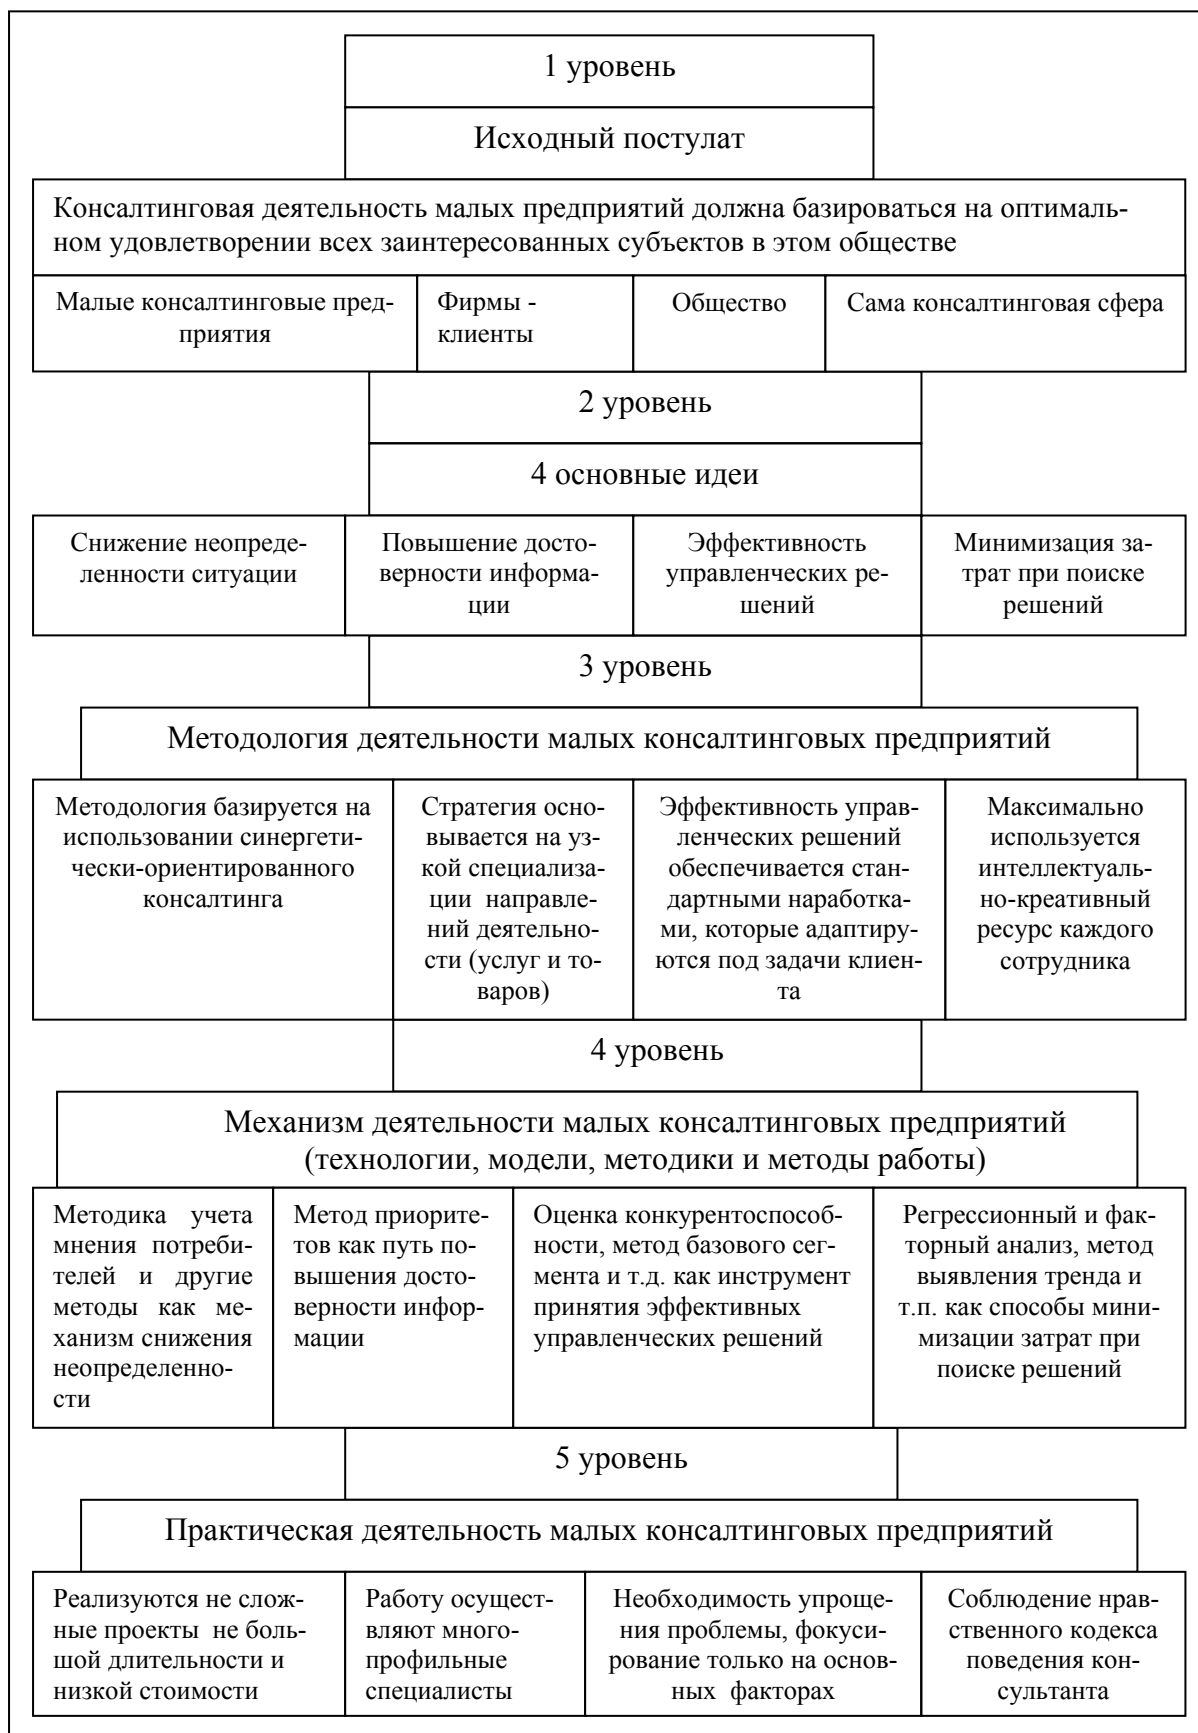 1 уровень
Исходный постулат
Консалтинговая деятельность малых предприятий должна базироваться на оптималь-
ном удовлетворении всех заинтересованных субъектов в этом обществе
Малые консалтинговые пред-
приятия
Фирмы -
клиенты
Общество
Сама консалтинговая сфера
2 уровень
4 основные идеи
Снижение неопреде-
ленности ситуации
Повышение досто-
верности информа-
ции
Эффективность
управленческих ре-
шений
Минимизация за-
трат при поиске
решений
3 уровень
Методология деятельности малых консалтинговых предприятий
Методология базируется на
использовании синергети-
чески-ориентированного
консалтинга
Стратегия осно-
вывается на уз-
кой специализа-
ции направле-
ний деятельно-
сти (услуг и то-
варов)
Эффективность управ-
ленческих решений
обеспечивается стан-
дартными наработка-
ми, которые адаптиру-
ются под задачи клиен-
та
Максимально
используется
интеллектуаль-
но-креативный
ресурс каждого
сотрудника
4 уровень
Механизм деятельности малых консалтинговых предприятий
(технологии, модели, методики и методы работы)
Методика учета
мнения потреби-
телей и другие
методы как ме-
ханизм снижения
неопределенно-
сти
Метод приорите-
тов как путь по-
вышения досто-
верности инфор-
мации
Оценка конкурентоспособ-
ности, метод базового сег-
мента и т.д. как инструмент
принятия эффективных
управленческих решений
Регрессионный и фак-
торный анализ, метод
выявления тренда и
т.п. как способы мини-
мизации затрат при
поиске решений
5 уровень
Практическая деятельность малых консалтинговых предприятий
Реализуются не слож-
ные проекты не боль-
шой длительности и
низкой стоимости
Работу осущест-
вляют много-
профильные
специалисты
Необходимость упроще-
ния проблемы, фокуси-
рование только на основ-
ных факторах
Соблюдение нрав-
ственного кодекса
поведения кон-
сультанта